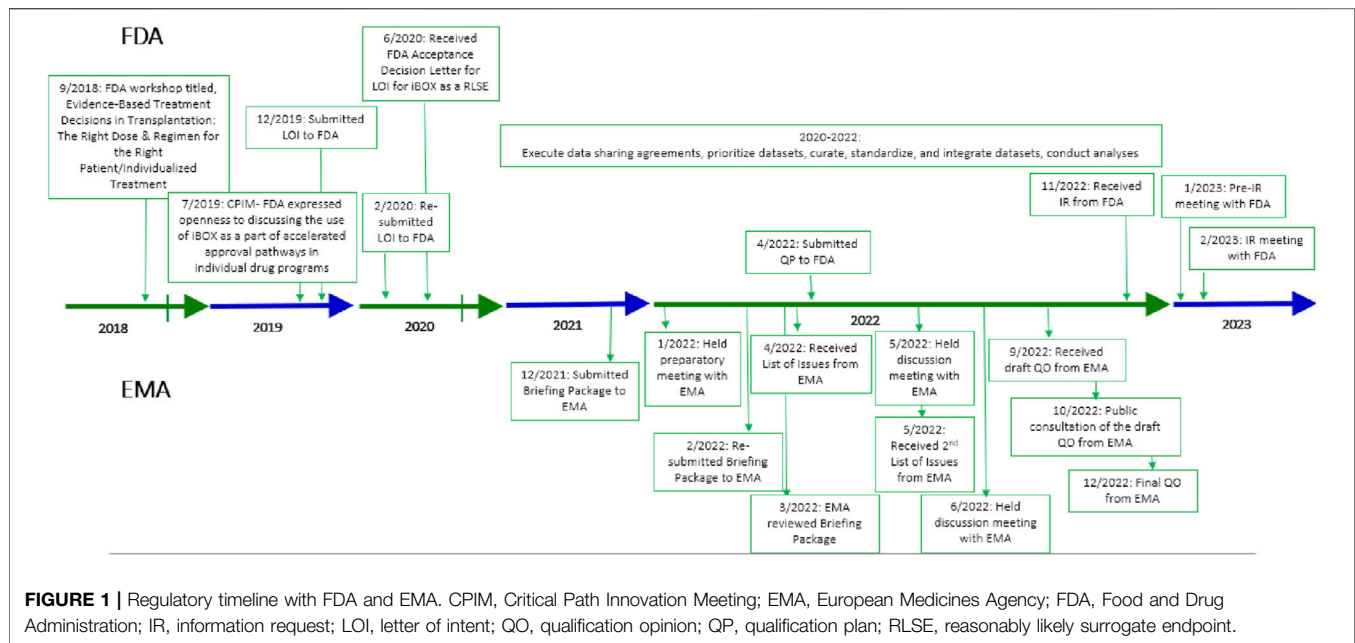 FDA
9/2018: FDA workshop titled,
Evidence-Based Treatment
Decisions in Transplantation:
The Right Dose & Regimen for
the Right
Patient/Individualized
Treatment
6/2020: Received
FDA Acceptance
Decision Letter for
LOI for iBOX as a RLSE
12/2019: Submitted
LOI to FDA
7/2019: CPIM- FDA expressed
openness to discussing the use
of iBOX as a part of accelerated
approval pathways in
individual drug programs
2/2020: Re-
submitted
LOI to FDA
2020-2022:
Execute data sharing agreements, prioritize datasets, curate, standardize, and integrate datasets, conduct analyses
4/2022: Submitted
QP to FDA
11/2022: Received
IR from FDA
1/2023: Pre-IR
meeting with FDA
2/2023: IR meeting
with FDA
2018
2019
2020
2021
2022
2023
EMA
12/2021: Submitted
Briefing Package to
EMA
1/2022: Held
preparatory
meeting with
EMA
2/2022: Re-
submitted Briefing
Package to EMA
4/2022: Received
List of Issues from
EMA
3/2022: EMA
reviewed Briefing
Package
5/2022: Held
discussion
meeting with
EMA
5/2022:
Received 2nd
List of Issues
from EMA
6/2022: Held
discussion meeting
with EMA
9/2022: Received
draft QO from EMA
10/2022: Public
consultation of the draft
QO from EMA
12/2022: Final QO
from EMA
FIGURE 1 | Regulatory timeline with FDA and EMA. CPIM, Critical Path Innovation Meeting; EMA, European Medicines Agency; FDA, Food and Drug
Administration; IR, information request; LOI, letter of intent; QO, qualification opinion; QP, qualification plan; RLSE, reasonably likely surrogate endpoint.